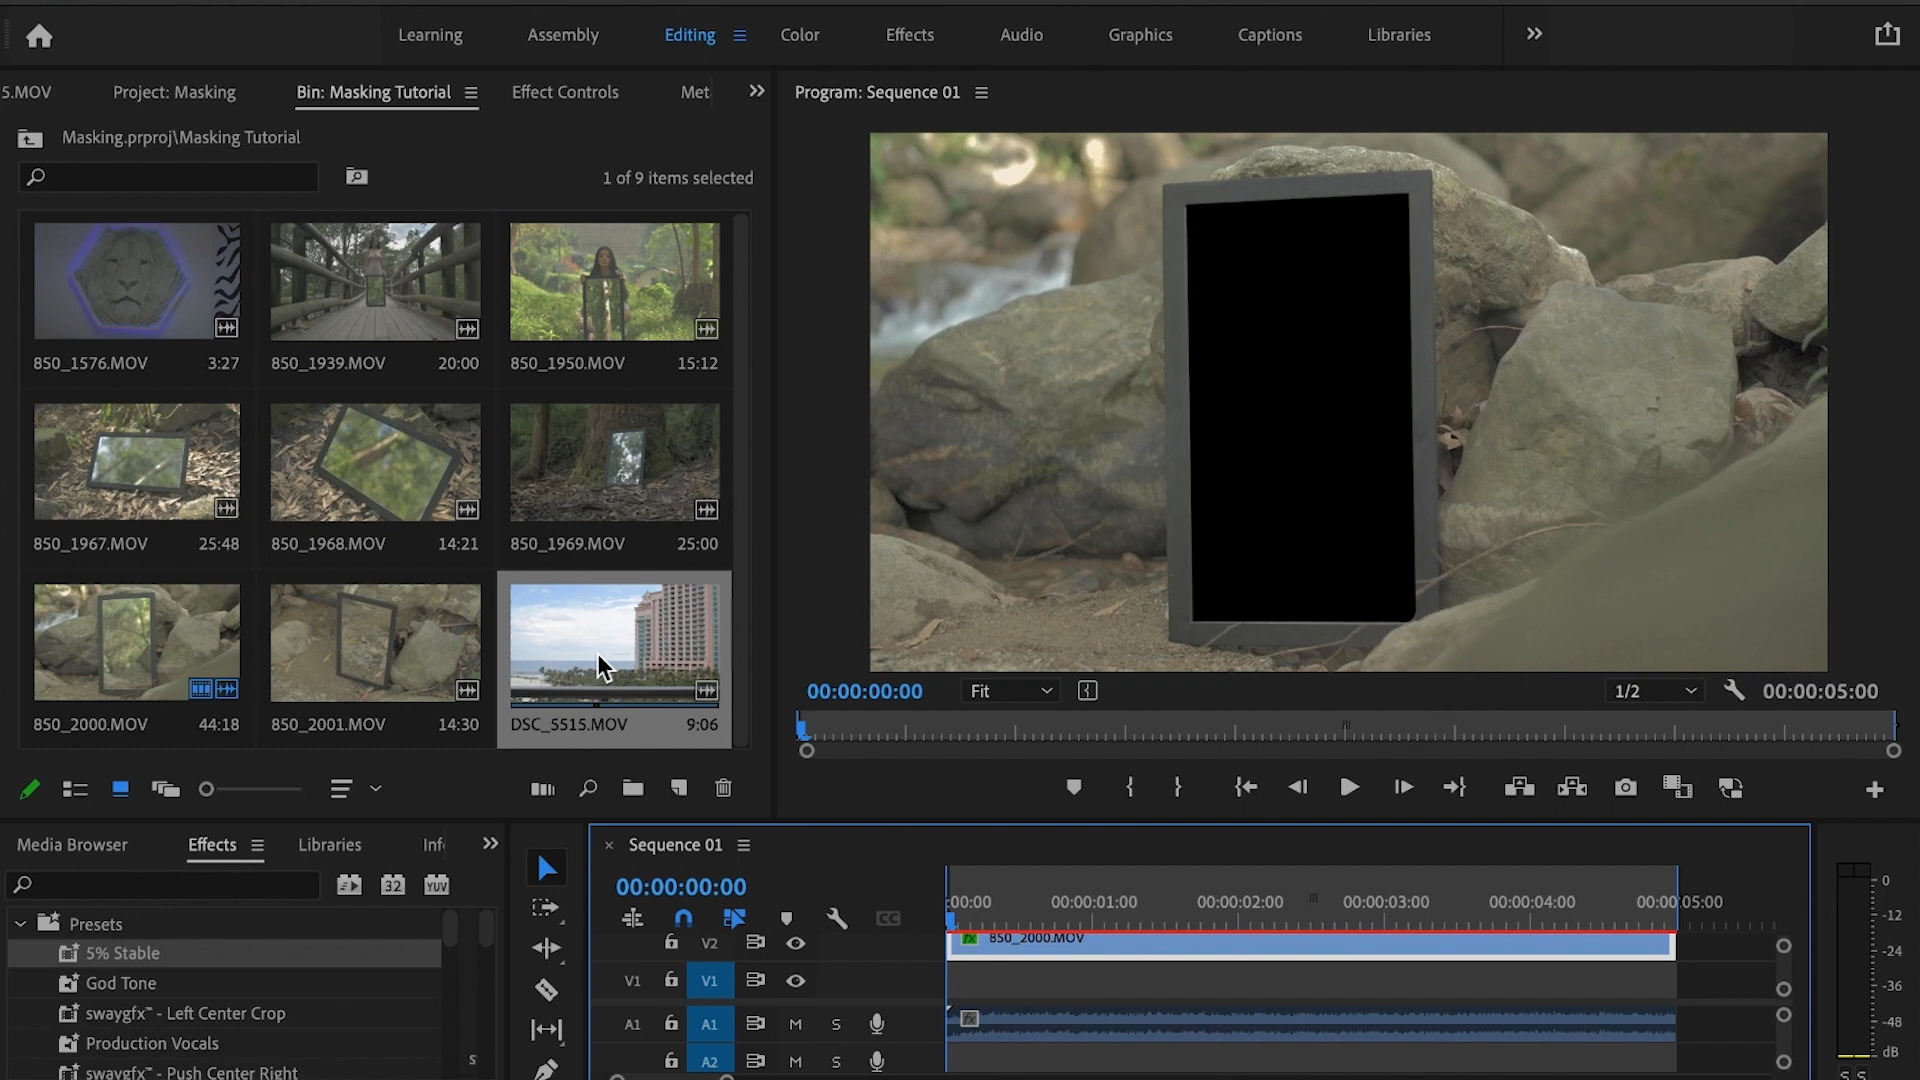 Learning Assembly Editing Color Effects Audio Graphics Captions Libraries
5.MOV Project: Masking Bin: Masking Tutorial Effect Controls Met
Program: Sequence 01
Masking.prproj\Masking Tutorial
1 of 9 items selected
850_1576.MOV 3:27 850_1939.MOV 20:00 850_1950.MOV 15:12
850_1967.MOV 25:48 850_1968.MOV 14:21 850_1969.MOV 25:00
850_2000.MOV 44:18 850_2001.MOV 14:30 DSC_5515.MOV 9:06
00:00:00:00 Fit 1/2 00:00:05:00
Media Browser Effects Libraries Inf
32 YUV
Presets
5% Stable
God Tone
swaygfx™ - Left Center Crop
Production Vocals
swaygfx™ - Push Center Right
s
Sequence 01
00:00:00:00
:00:00 00:00:01:00 00:00:02:00 00:00:03:00 00:00:04:00 00:00:05:00
CC
V2 fx 850_2000.MOV
V1 V1
A1 A1 M S fx
A2 M S
0
-12
-24
-36
-48
dB
S S